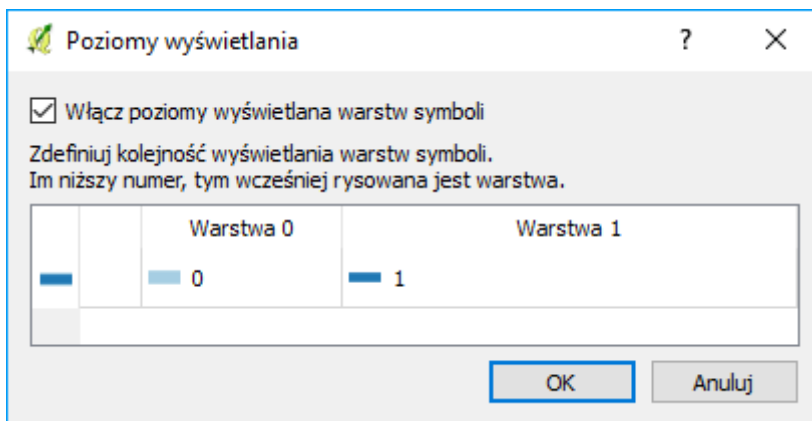 Poziomy wyświetlania
Włącz poziomy wyświetlana warstw symboli
Zdefiniuj kolejność wyświetlania warstw symboli.
Im niższy numer, tym wcześniej rysowana jest warstwa.
Warstwa 0 Warstwa 1
0 1
OK Anuluj